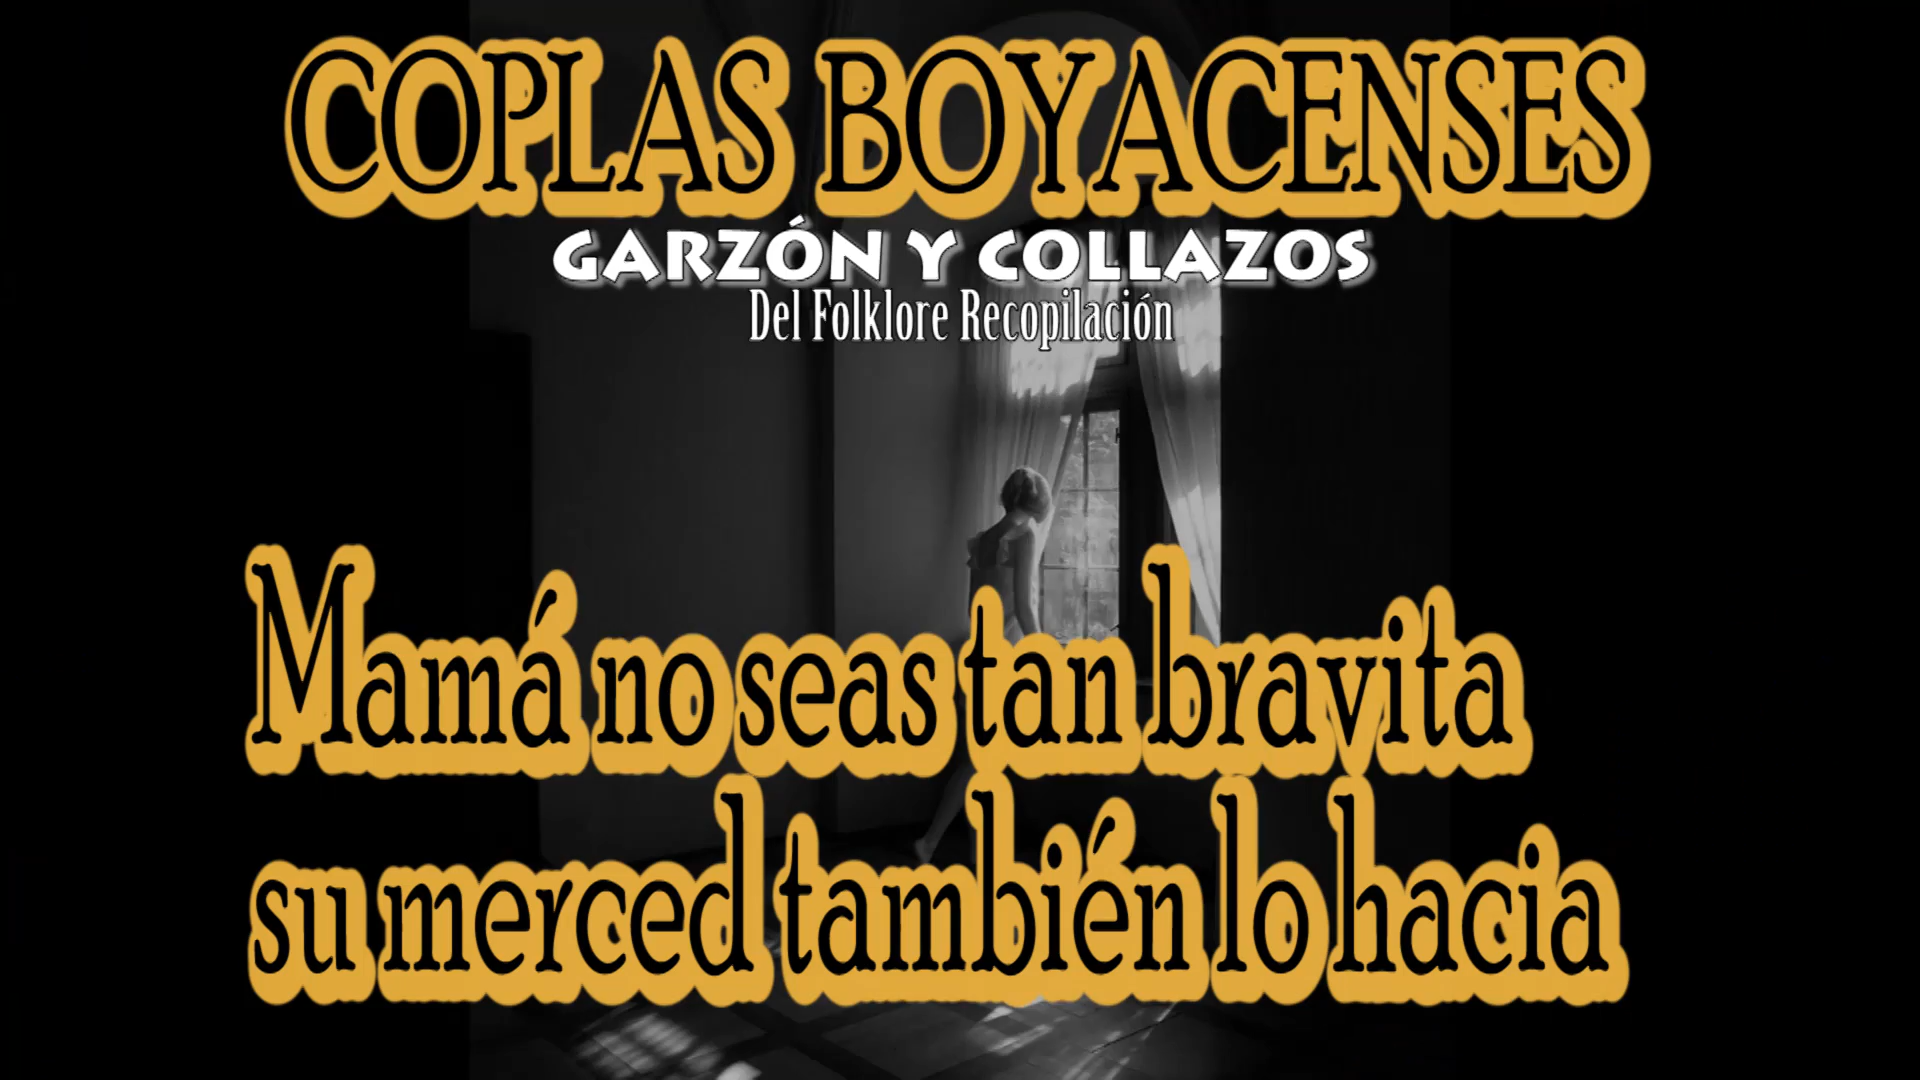 COPLAS BOYACENSES
GARZÓN Y COLLAZOS
Del Folklore Recopilación
Mamá no seas tan bravita
su merced también lo hacia